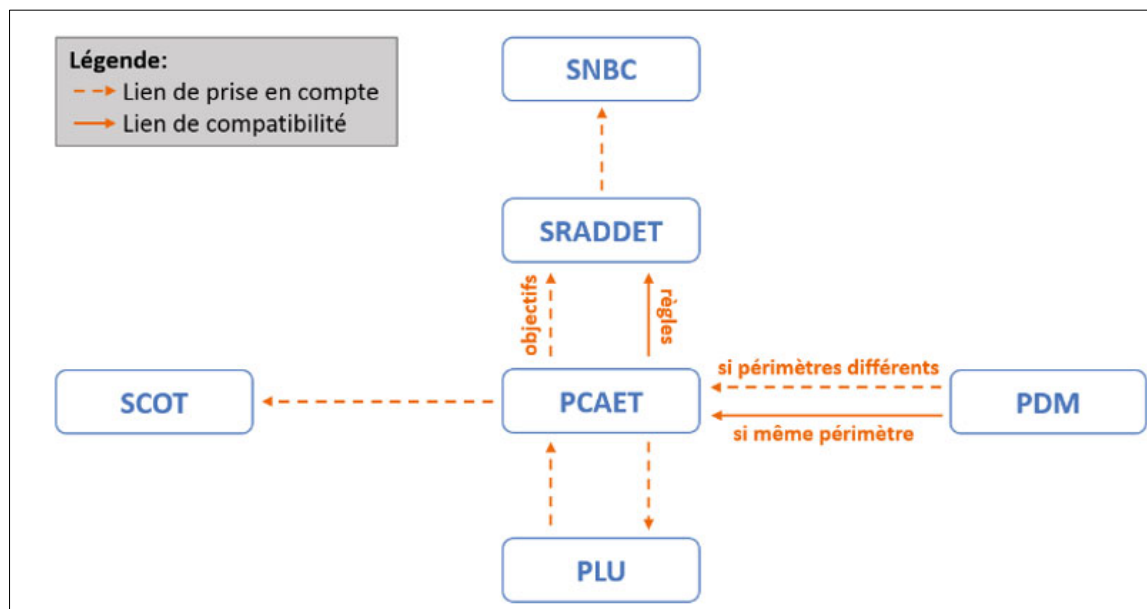 Légende:
Lien de prise en compte
Lien de compatibilité
SNBC
SRADDET
objectifs
règles
SCOT
PCAET
si périmètres différents
si même périmètre
PDM
PLU